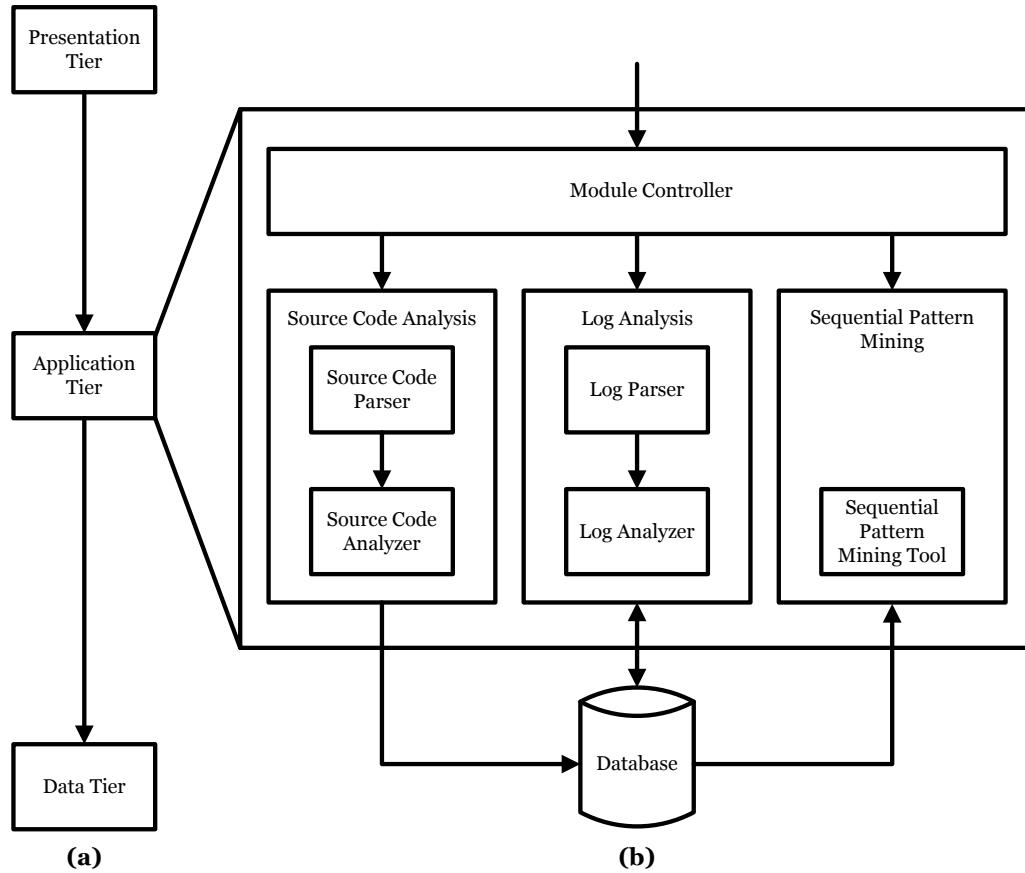 Presentation
Tier
Application
Tier
Data Tier
(a)
Module Controller
Source Code Analysis
Source Code
Parser
Source Code
Analyzer
Log Analysis
Log Parser
Log Analyzer
Sequential Pattern
Mining
Sequential
Pattern
Mining Tool
Database
(b)